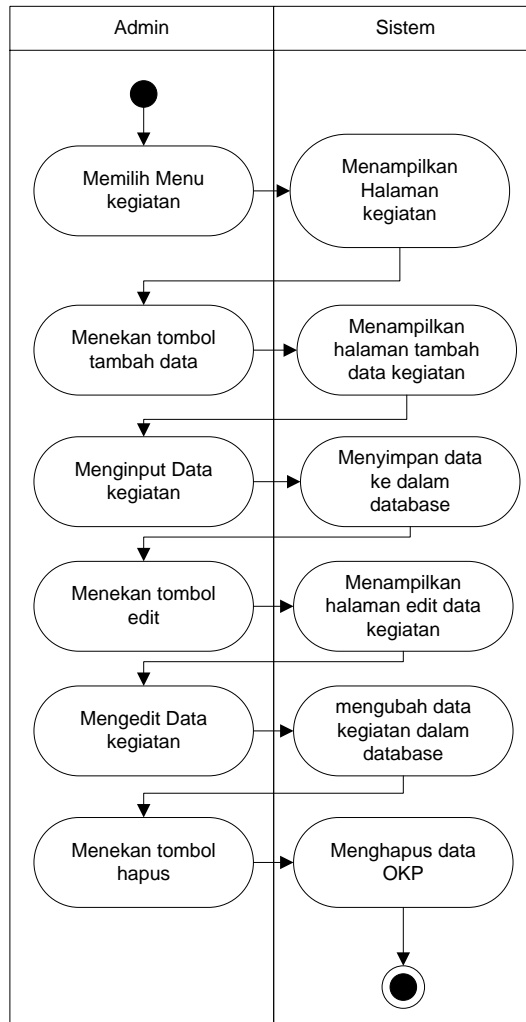 Admin
Sistem
Memilih Menu
kegiatan
Menampilkan
Halaman
kegiatan
Menekan tombol
tambah data
Menampilkan
halaman tambah
data kegiatan
Menginput Data
kegiatan
Menyimpan data
ke dalam
database
Menekan tombol
edit
Menampilkan
halaman edit data
kegiatan
Mengedit Data
kegiatan
mengubah data
kegiatan dalam
database
Menekan tombol
hapus
Menghapus data
OKP